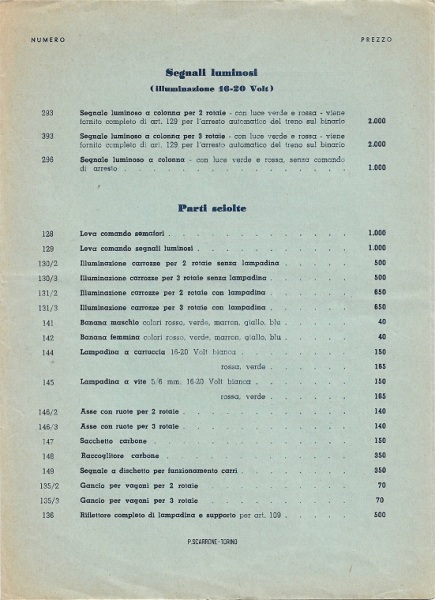 NUMERO PREZZO
Segnali luminosi
(illuminazione 16-20 Volt)
293 Segnale luminoso a colonna per 2 rotaie - con luce verde e rossa - viene
fornito completo di art. 129 per l'arresto automatico del treno sul binario 2.000
393 Segnale luminoso a colonna per 3 rotaie - con luce verde e rossa - viene
fornito completo di art. 129 per l'arresto automatico del treno sul binario 2.000
296 Segnale luminoso a colonna - con luce verde e rossa, senza comando
di arresto . . . . . . . . . . 1.000
Parti sciolte
128 Leva comando semafori . . . . . . . . . 1.000
129 Leva comando segnali luminosi . . . . . . . . 1.000
130/2 Illuminazione carrozze per 2 rotaie senza lampadina . . . . 500
130/3 Illuminazione carrozze per 3 rotaie senza lampadina . . . . 500
131/2 Illuminazione carrozze per 2 rotaie con lampadina . . . . 650
131/3 Illuminazione carrozze per 3 rotaie con lampadina . . . . 650
141 Banana maschio colori rosso, verde, marron, giallo, blu . . . . 40
142 Banana femmina colori rosso, verde, marron, giallo, blu . . . . 40
144 Lampadina a cartuccia 16-20 Volt bianca . . . . . . 150
rossa, verde . . . . 165
145 Lampadina a vite 5/6 mm. 16-20 Volt bianca . . . . . 150
rossa, verde . . . . 165
146/2 Asse con ruote per 2 rotaie . . . . . . . . 140
146/3 Asse con ruote per 3 rotaie . . . . . . . . 140
147 Sacchetto carbone . . . . . . . . . 150
148 Raccoglitore carbone . . . . . . . . . 350
149 Segnale a dischetto per funzionamento carri . . . . . 350
135/2 Gancio per vagoni per 2 rotaie . . . . . . . 70
135/3 Gancio per vagoni per 3 rotaie . . . . . . . 70
136 Riflettore completo di lampadina e supporto per art. 109 . . . . 500
P. SCARRONE - TORINO